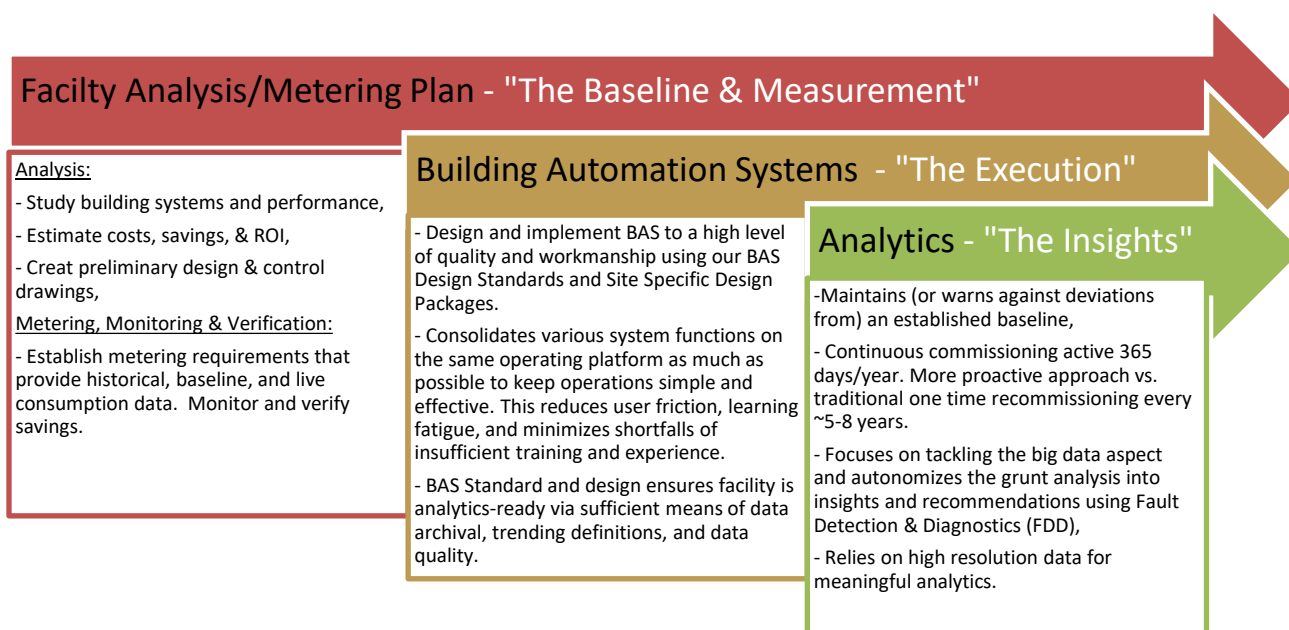 Facilty Analysis/Metering Plan - "The Baseline & Measurement"
Analysis:
- Study building systems and performance,
- Estimate costs, savings, & ROI,
- Creat preliminary design & control
drawings,
Metering, Monitoring & Verification:
- Establish metering requirements that
provide historical, baseline, and live
consumption data.  Monitor and verify
savings.
Building Automation Systems  - "The Execution"
- Design and implement BAS to a high level
of quality and workmanship using our BAS
Design Standards and Site Specific Design
Packages.
- Consolidates various system functions on
the same operating platform as much as
possible to keep operations simple and
effective. This reduces user friction, learning
fatigue, and minimizes shortfalls of
insufficient training and experience.
- BAS Standard and design ensures facility is
analytics-ready via sufficient means of data
archival, trending definitions, and data
quality.
Analytics - "The Insights"
-Maintains (or warns against deviations
from) an established baseline,
- Continuous commissioning active 365
days/year. More proactive approach vs.
traditional one time recommissioning every
~5-8 years.
- Focuses on tackling the big data aspect
and autonomizes the grunt analysis into
insights and recommendations using Fault
Detection & Diagnostics (FDD),
- Relies on high resolution data for
meaningful analytics.